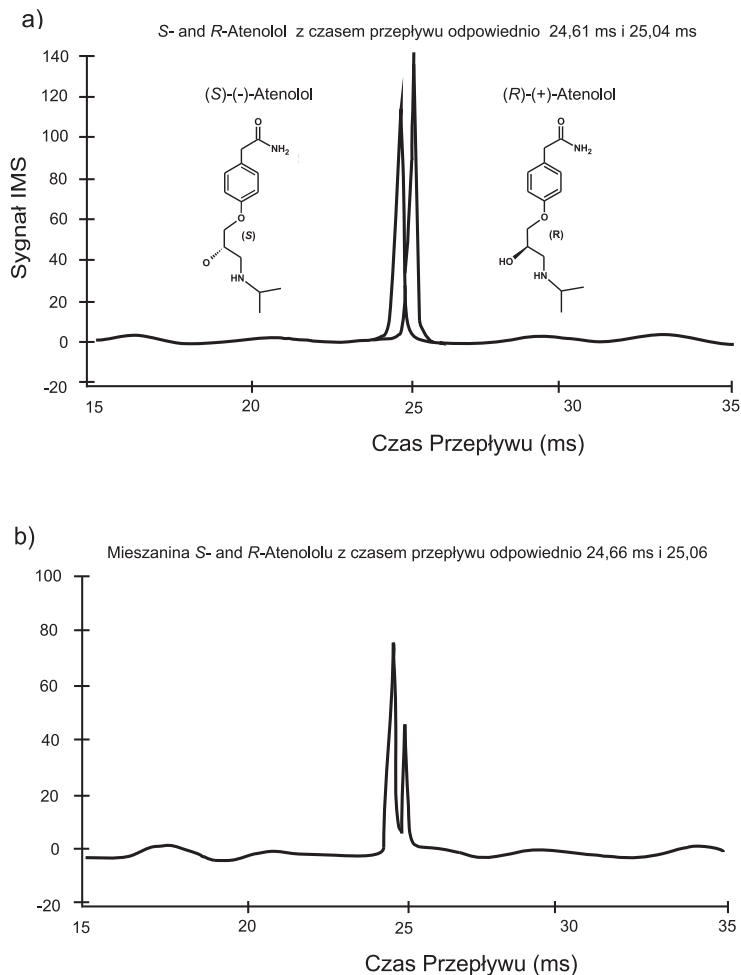 a)
S- and R-Atenolol z czasem przepływu odpowiednio 24,61 ms i 25,04 ms
140
120
100
80
60
40
20
0
-20
Sygnał IMS
(S)-(-)-Atenolol
O
NH₂
O
(S)
O
HN
(R)-(+)-Atenolol
O
NH₂
O
(R)
HO
HN
15 20 25 30 35
Czas Przepływu (ms)
b)
Mieszanina S- and R-Atenololu z czasem przepływu odpowiednio 24,66 ms i 25,06
100
80
60
40
20
0
-20
15 20 25 30 35
Czas Przepływu (ms)